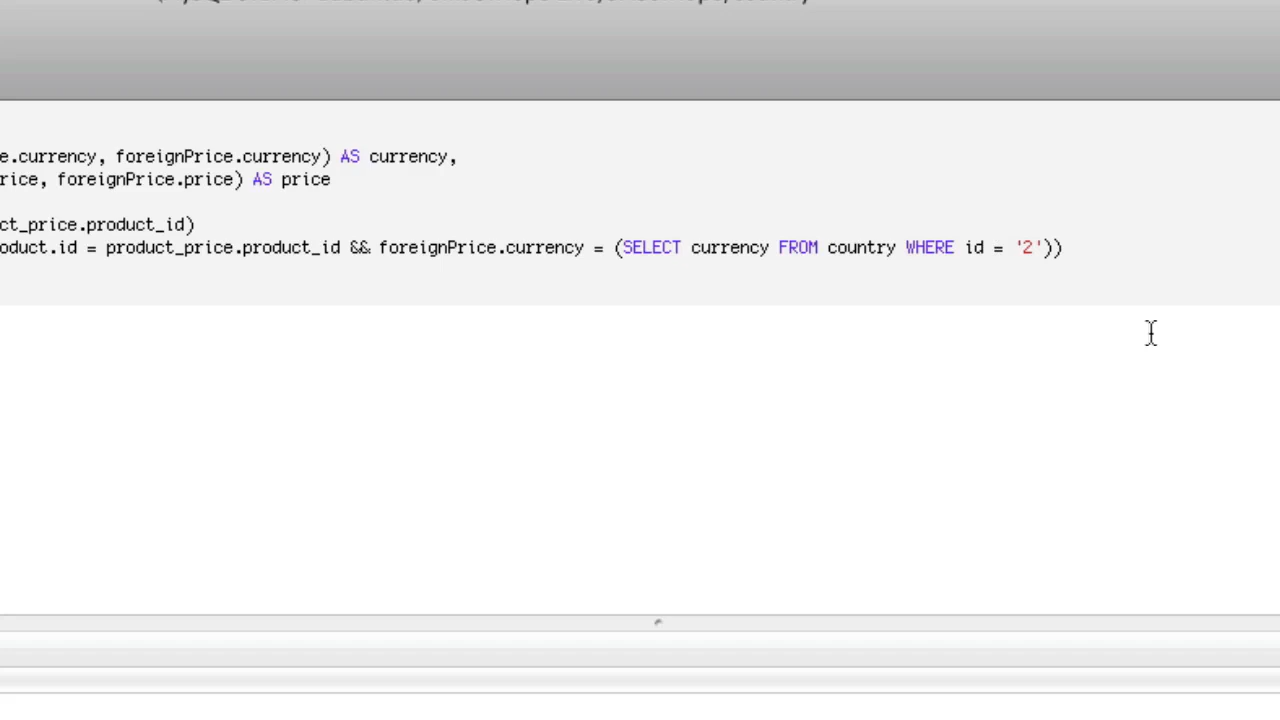 e.currency, foreignPrice.currency) AS currency,
rice, foreignPrice.price) AS price
ct_price.product_id)
oduct.id = product_price.product_id && foreignPrice.currency = (SELECT currency FROM country WHERE id = '2'))